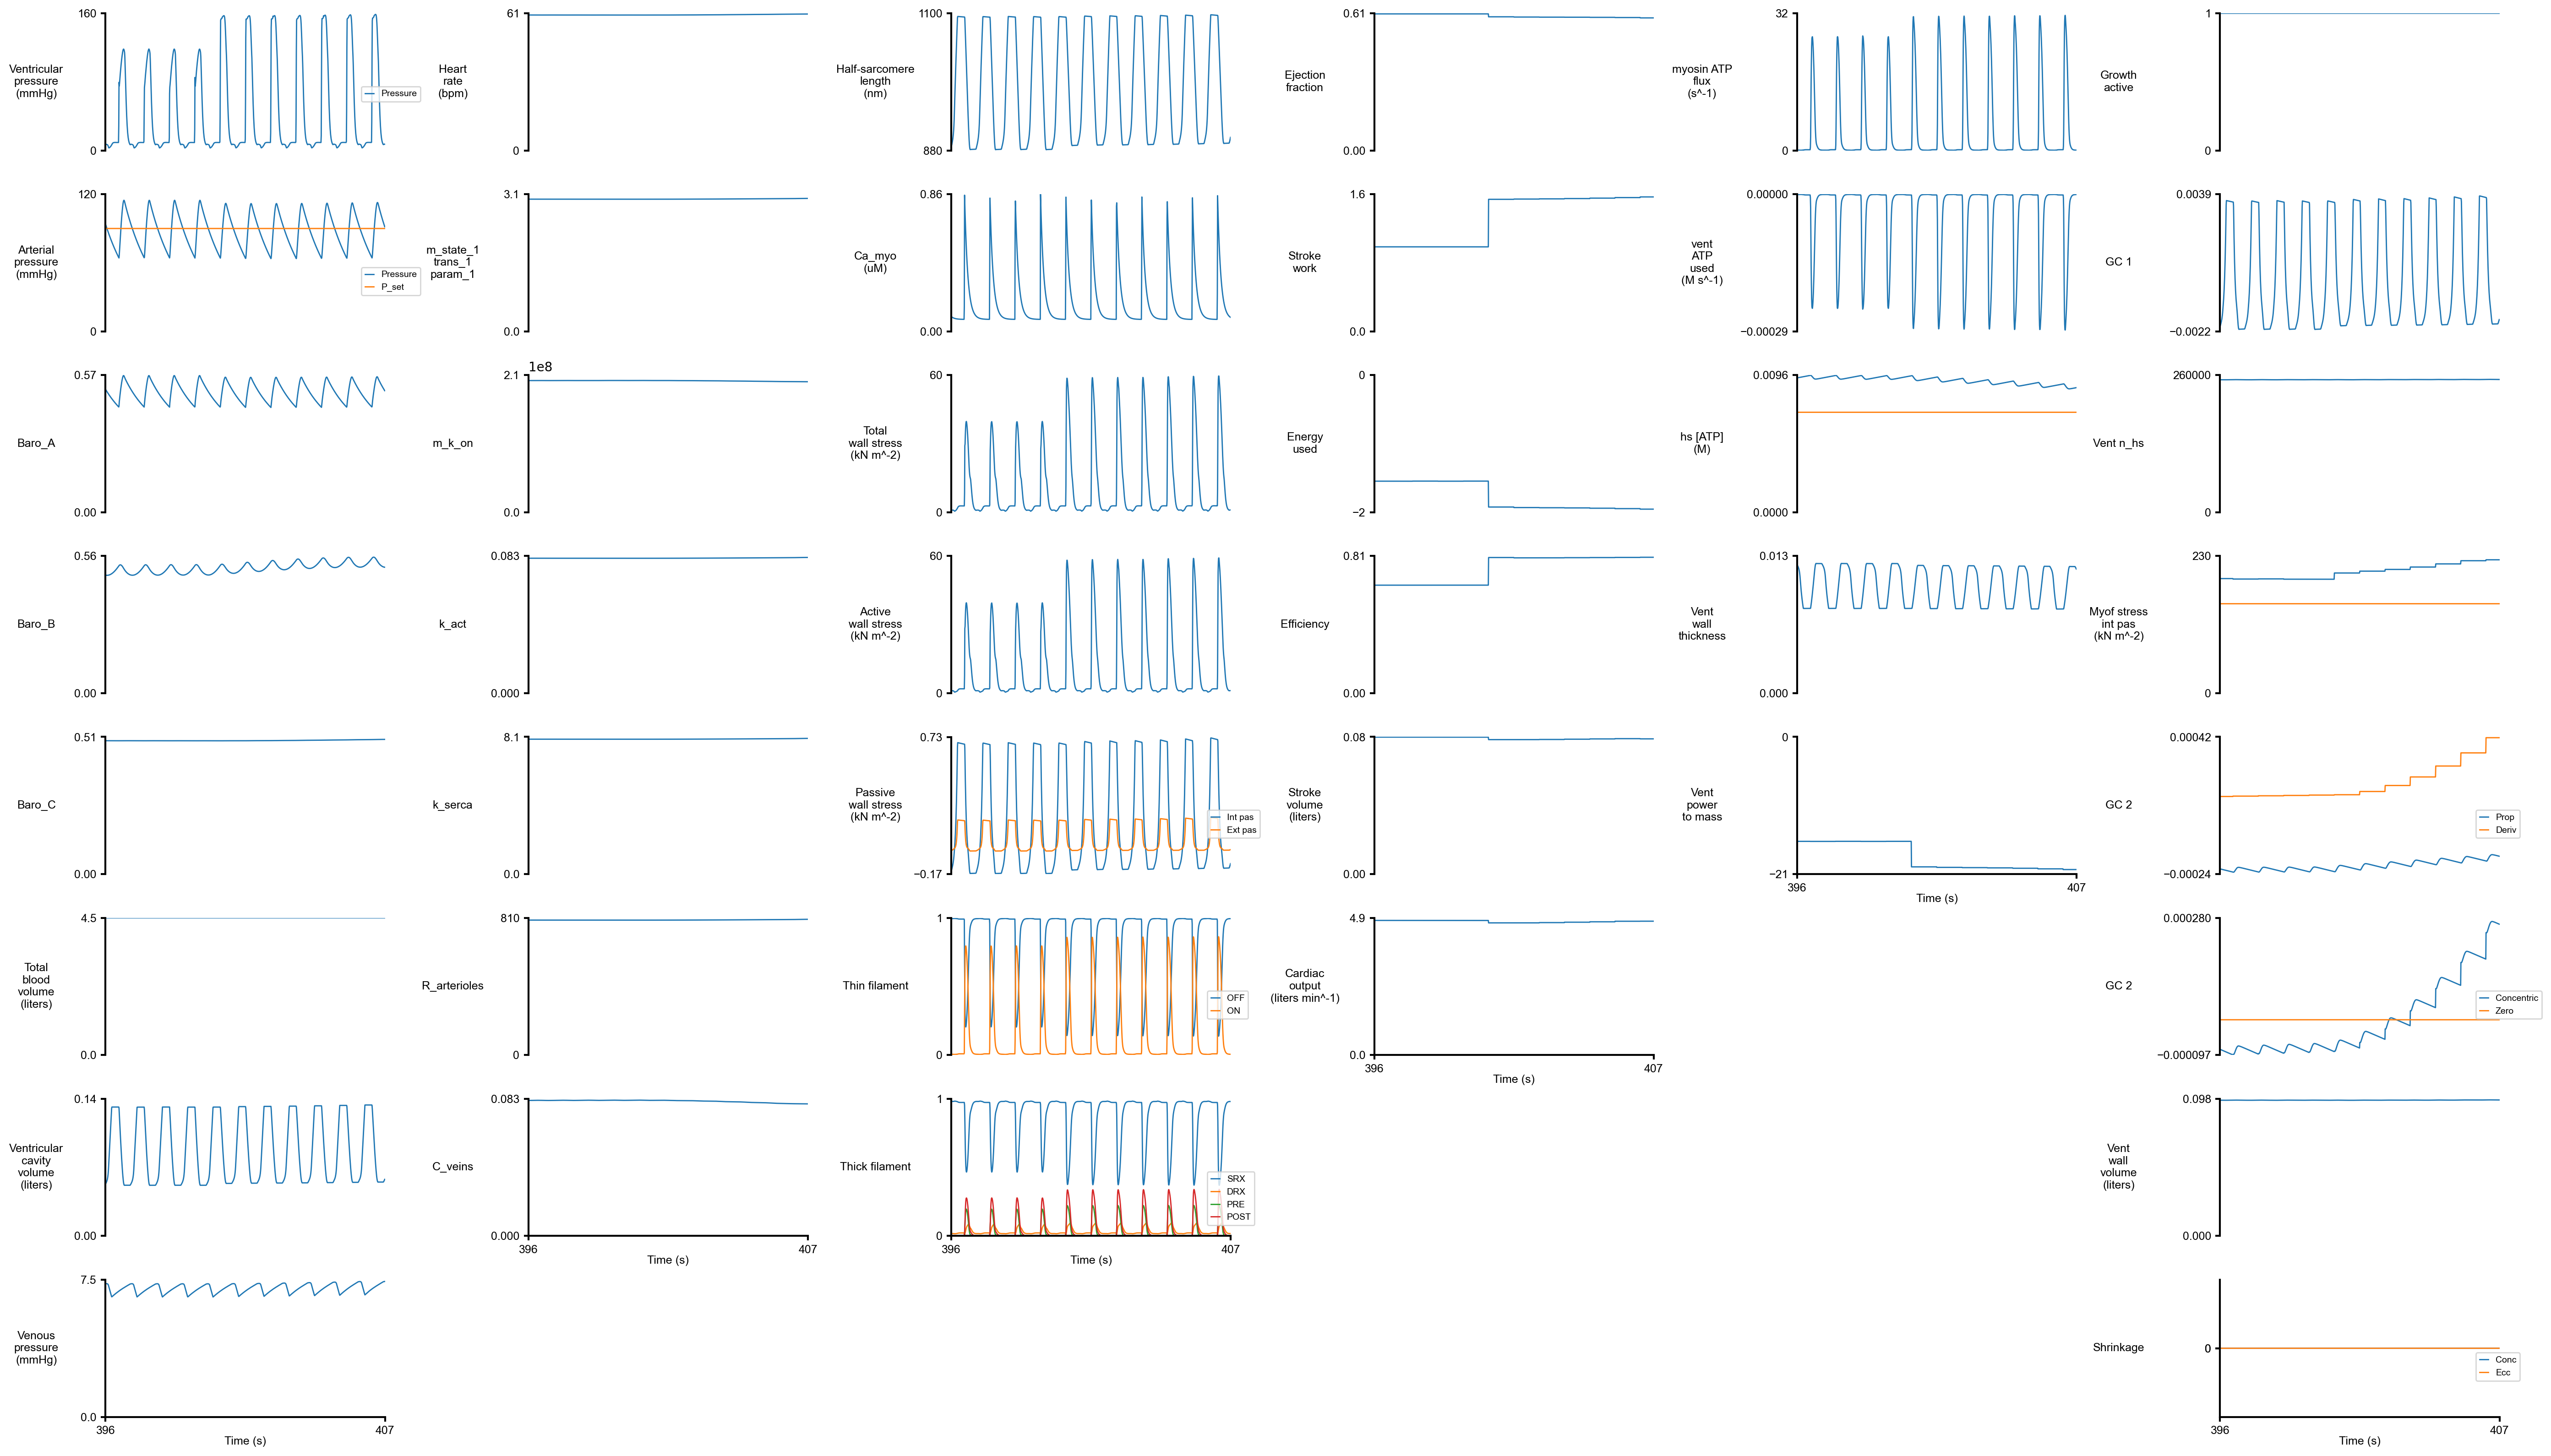 160
Ventricular
pressure
(mmHg)
0
Pressure
61
Heart
rate
(bpm)
0
1100
Half-sarcomere
length
(nm)
880
0.61
Ejection
fraction
0.00
32
myosin ATP
flux
(s^-1)
0
1
Growth
active
0
120
Arterial
pressure
(mmHg)
0
Pressure
P_set
3.1
m_state_1
trans_1
param_1
0.0
0.86
Ca_myo
(uM)
0.00
1.6
Stroke
work
0.0
0.00000
vent
ATP
used
(M s^-1)
−0.00029
0.0039
GC 1
−0.0022
0.57
Baro_A
0.00
1e8
2.1
m_k_on
0.0
60
Total
wall stress
(kN m^-2)
0
0
Energy
used
−2
0.0096
hs [ATP]
(M)
0.0000
260000
Vent n_hs
0
0.56
Baro_B
0.00
0.083
k_act
0.000
60
Active
wall stress
(kN m^-2)
0
0.81
Efficiency
0.00
0.013
Vent
wall
thickness
0.000
230
Myof stress
int pas
(kN m^-2)
0
0.51
Baro_C
0.00
8.1
k_serca
0.0
0.73
Passive
wall stress
(kN m^-2)
−0.17
Int pas
Ext pas
0.08
Stroke
volume
(liters)
0.00
0
Vent
power
to mass
−21
396
407
Time (s)
0.00042
GC 2
−0.00024
Prop
Deriv
4.5
Total
blood
volume
(liters)
0.0
810
R_arterioles
0
1
Thin filament
0
OFF
ON
4.9
Cardiac
output
(liters min^-1)
0.0
396
407
Time (s)
0.000280
GC 2
−0.000097
Concentric
Zero
0.14
Ventricular
cavity
volume
(liters)
0.00
0.083
C_veins
0.000
396
407
Time (s)
1
Thick filament
0
SRX
DRX
PRE
POST
396
407
Time (s)
0.098
Vent
wall
volume
(liters)
0.000
7.5
Venous
pressure
(mmHg)
0.0
396
407
Time (s)
Shrinkage
0
Conc
Ecc
396
407
Time (s)